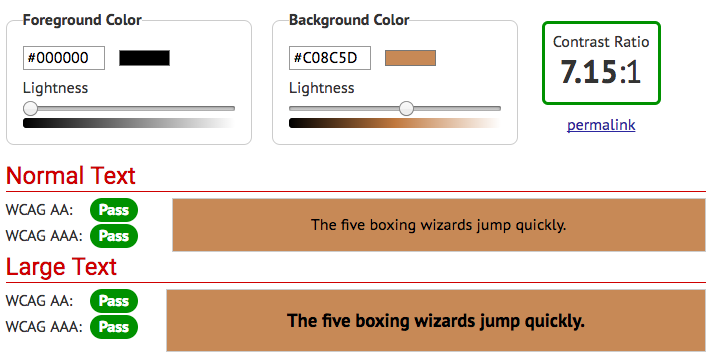 Foreground Color
Background Color
Contrast Ratio
#000000
#C08C5D
7.15:1
Lightness
Lightness
permalink
Normal Text
WCAG AA: Pass
WCAG AAA: Pass
The five boxing wizards jump quickly.
Large Text
WCAG AA: Pass
WCAG AAA: Pass
The five boxing wizards jump quickly.